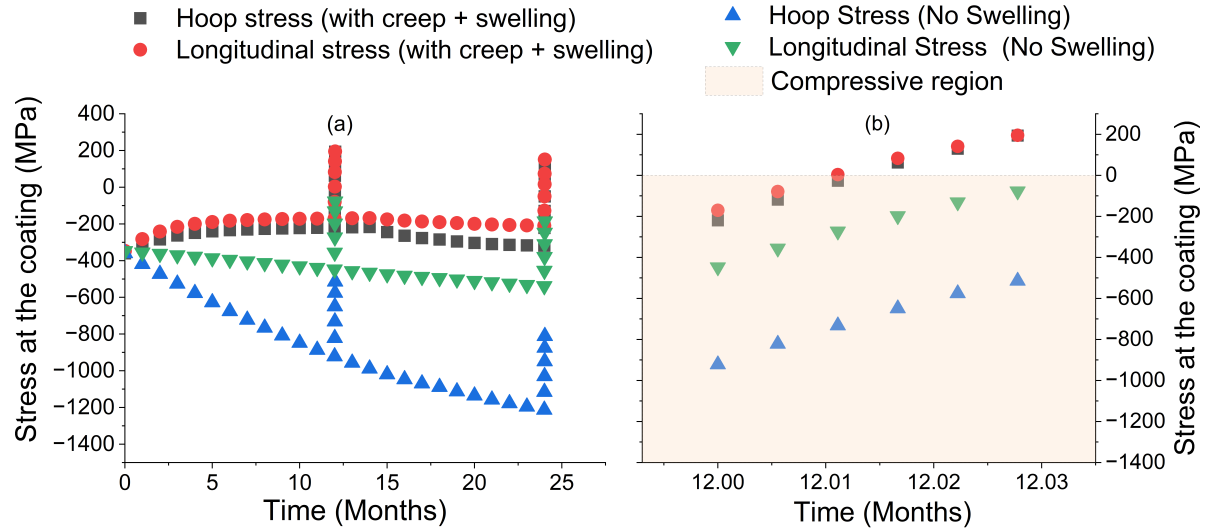 Hoop stress (with creep + swelling)
Longitudinal stress (with creep + swelling)
Hoop Stress (No Swelling)
Longitudinal Stress  (No Swelling)
Compressive region
Stress at the coating (MPa)
400
200
0
−200
−400
−600
−800
−1000
−1200
−1400
(a)
0
5
10
15
20
25
Time (Months)
(b)
200
0
−200
−400
−600
−800
−1000
−1200
−1400
Stress at the coating (MPa)
12.00
12.01
12.02
12.03
Time (Months)